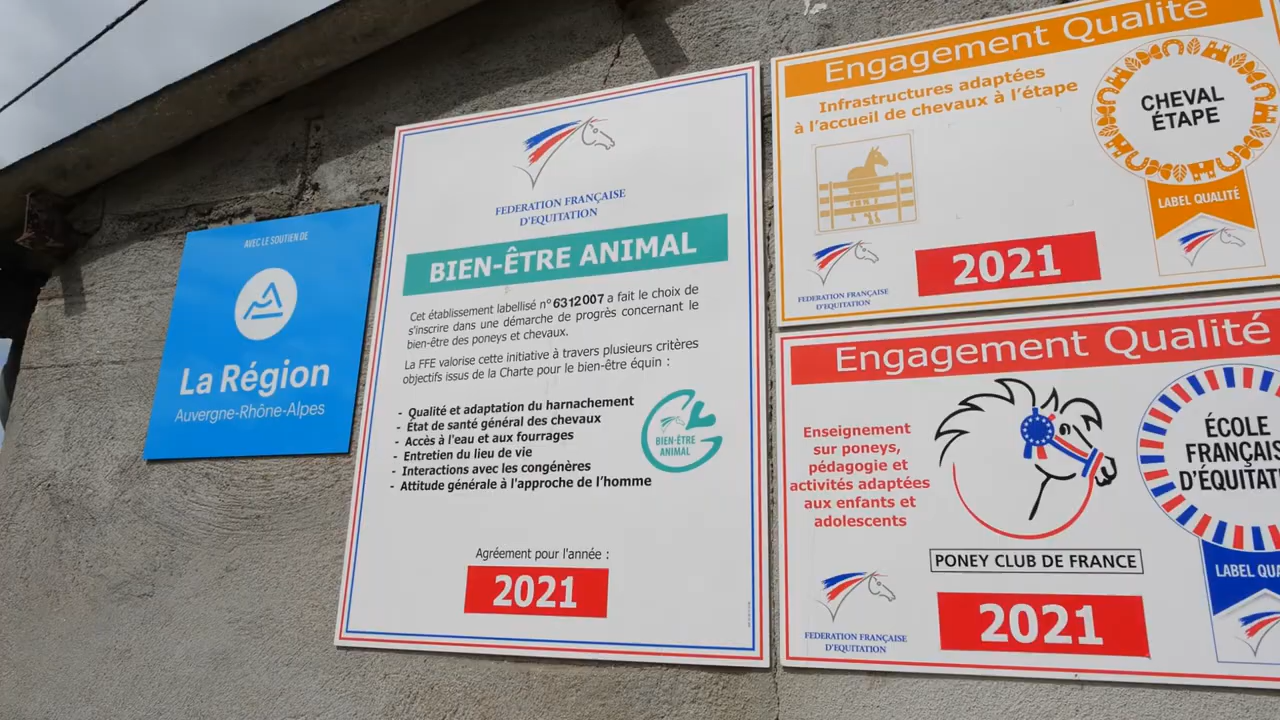 AVEC LE SOUTIEN DE
La Région
Auvergne-Rhône-Alpes
FEDERATION FRANÇAISE
D'EQUITATION
BIEN-ÊTRE ANIMAL
Cet établissement labellisé n° 6312007 a fait le choix de
s'inscrire dans une démarche de progrès concernant le
bien-être des poneys et chevaux.
La FFE valorise cette initiative à travers plusieurs critères
objectifs issus de la Charte pour le bien-être équin :
- Qualité et adaptation du harnachement
- État de santé général des chevaux
- Accès à l'eau et aux fourrages
- Entretien du lieu de vie
- Interactions avec les congénères
- Attitude générale à l'approche de l'homme
BIEN-ÊTRE
ANIMAL
Agréement pour l'année :
2021
Engagement Qualité
Infrastructures adaptées
à l'accueil de chevaux à l'étape
CHEVAL
ÉTAPE
LABEL QUALITÉ
FEDERATION FRANÇAISE
D'EQUITATION
2021
Engagement Qualité
Enseignement
sur poneys,
pédagogie et
activités adaptées
aux enfants et
adolescents
PONEY CLUB DE FRANCE
ÉCOLE
FRANÇAIS
D'ÉQUITAT
LABEL QUA
FEDERATION FRANÇAISE
D'EQUITATION
2021